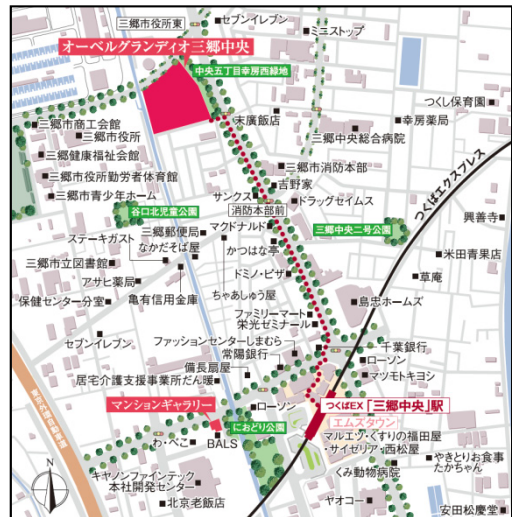 三郷市役所東
セブンイレブン
ミニストップ
オーベルグランディオ三郷中央
中央五丁目幸房西緑地
つくし保育園
末廣飯店
幸房薬局
三郷市商工会館
三郷市役所
三郷中央総合病院
三郷健康福祉会館
三郷市役所勤労者体育館
三郷市消防本部
つくばエクスプレス
三郷市青少年ホーム
吉野家
サンクス
ドラッグセイムス
消防本部前
谷口北児童公園
三郷中央二号公園
興善寺
マクドナルド
三郷郵便局
ステーキガスト
なかだそば屋
かつはな亭
米田青果店
三郷市立図書館
ドミノ・ピザ
草庵
アサヒ薬局
保健センター分室
亀有信用金庫
ちゃあしゅう屋
島忠ホームズ
ファミリーマート
栄光ゼミナール
セブンイレブン
ファッションセンターしまむら
千葉銀行
常陽銀行
ローソン
備長扇屋
マツモトキヨシ
居宅介護支援事業所だん暖
東京外環自動車道
マンションギャラリー
ローソン
つくばEX「三郷中央」駅
エムズタウン
におどり公園
マルエツ・くすりの福田屋
・サイゼリア・西松屋
わ・べこ
BALS
くみ動物病院
やきとりお食事
たかちゃん
キヤノンファインテック
本社開発センター
北京老飯店
ヤオコー
安田松慶堂
N